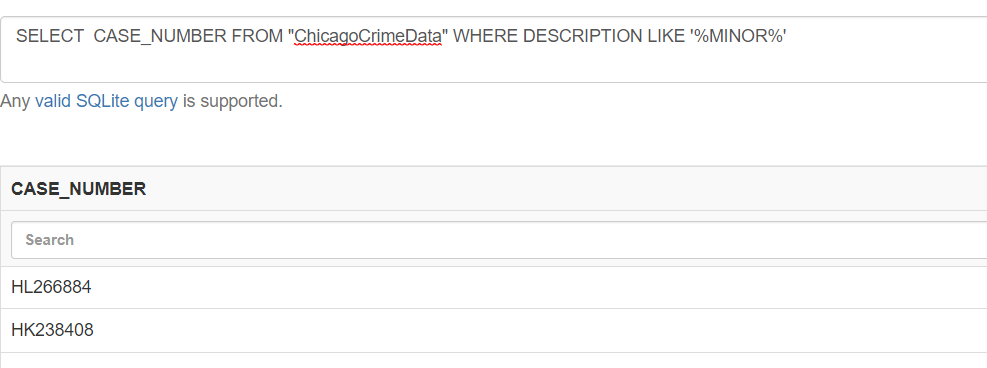 SELECT  CASE_NUMBER FROM "ChicagoCrimeData" WHERE DESCRIPTION LIKE '%MINOR%'
Any valid SQLite query is supported.
CASE_NUMBER
Search
HL266884
HK238408